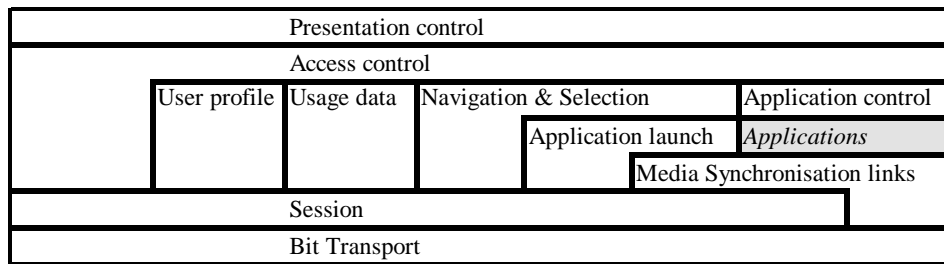 Presentation control
Access control
User profile Usage data Navigation & Selection Application control
Application launch Applications
Media Synchronisation links
Session
Bit Transport